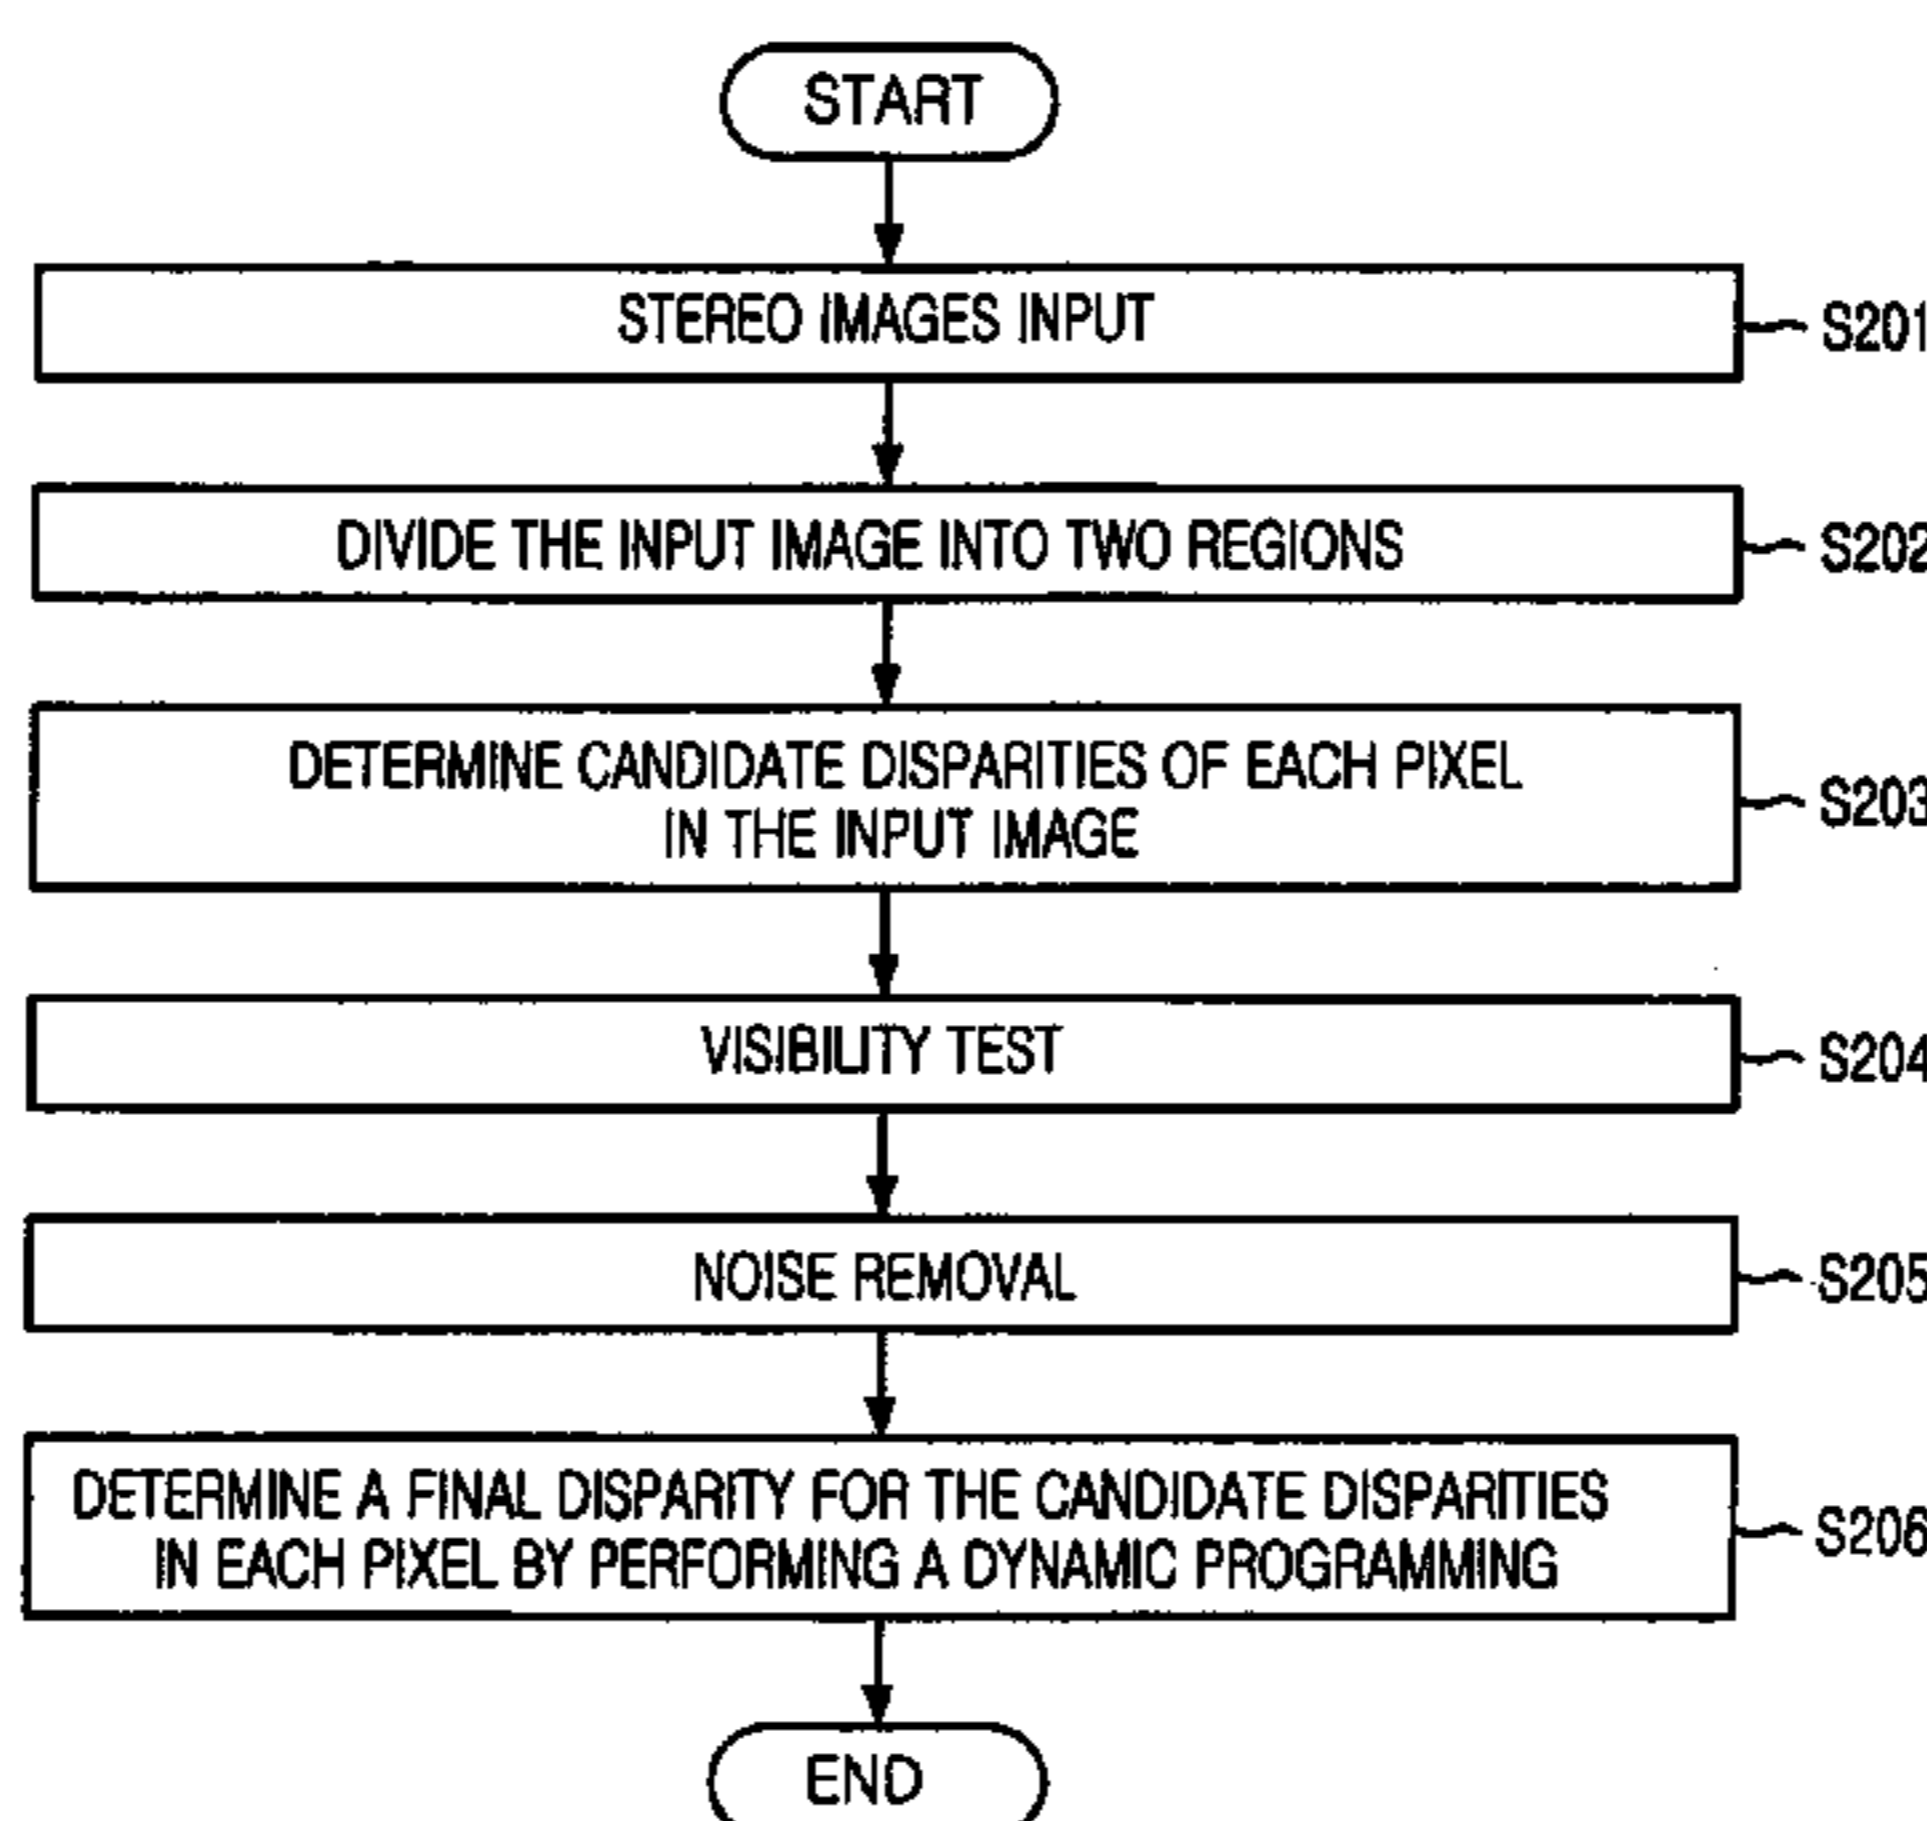 START
STEREO IMAGES INPUT
S201
DIVIDE THE INPUT IMAGE INTO TWO REGIONS
S202
DETERMINE CANDIDATE DISPARITIES OF EACH PIXEL
IN THE INPUT IMAGE
S203
VISIBILITY TEST
S204
NOISE REMOVAL
S205
DETERMINE A FINAL DISPARITY FOR THE CANDIDATE DISPARITIES
IN EACH PIXEL BY PERFORMING A DYNAMIC PROGRAMMING
S206
END